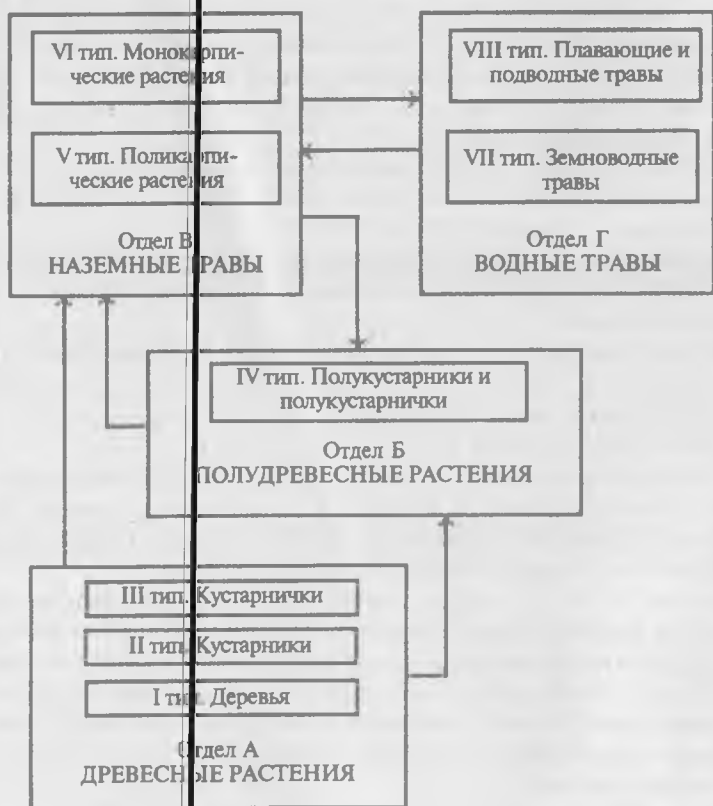 VI тип. Монокарпи-
ческие растения
V тип. Поликарпи-
ческие растения
Отдел В
НАЗЕМНЫЕ ТРАВЫ
VIII тип. Плавающие и
подводные травы
VII тип. Земноводные
травы
Отдел Г
ВОДНЫЕ ТРАВЫ
IV тип. Полукустарники и
полукустарнички
Отдел Б
ПОЛУДРЕВЕСНЫЕ РАСТЕНИЯ
III тип. Кустарнички
II тип. Кустарники
I тип. Деревья
Отдел А
ДРЕВЕСНЫЕ РАСТЕНИЯ